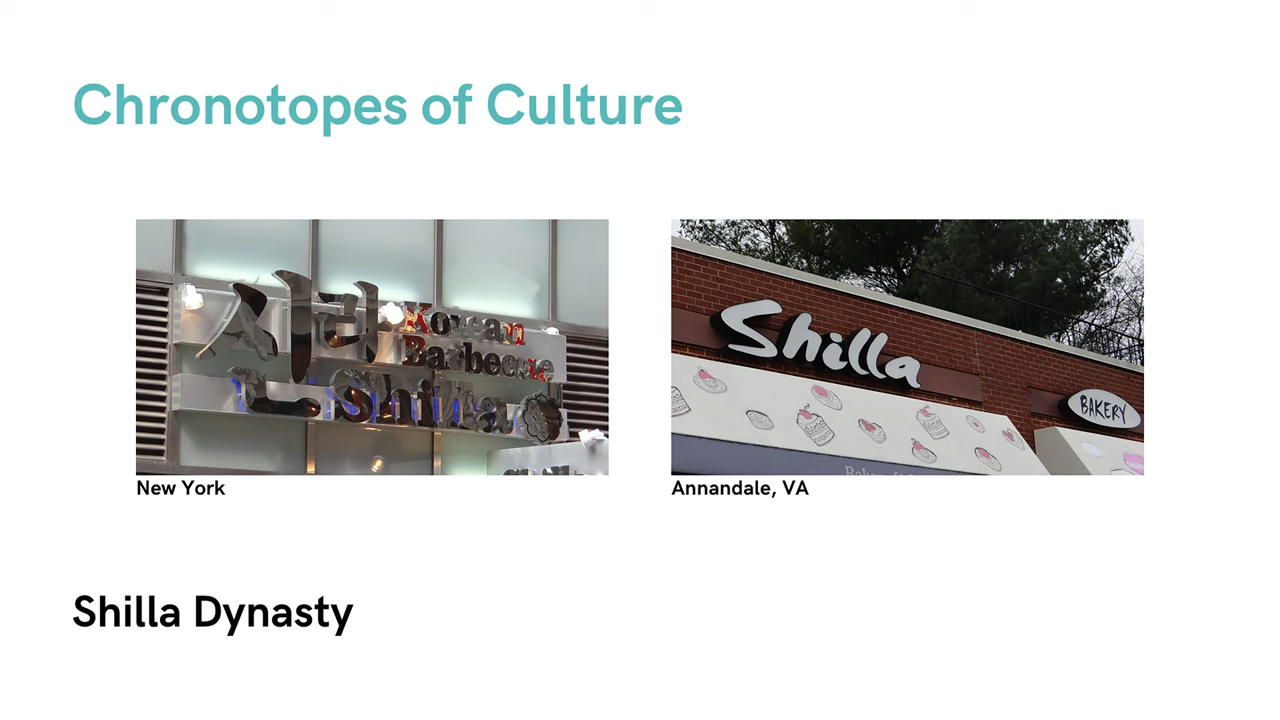 Chronotopes of Culture
신라
Korean
Barbecue
Shilla
New York
Shilla
BAKERY
Annandale, VA
Shilla Dynasty